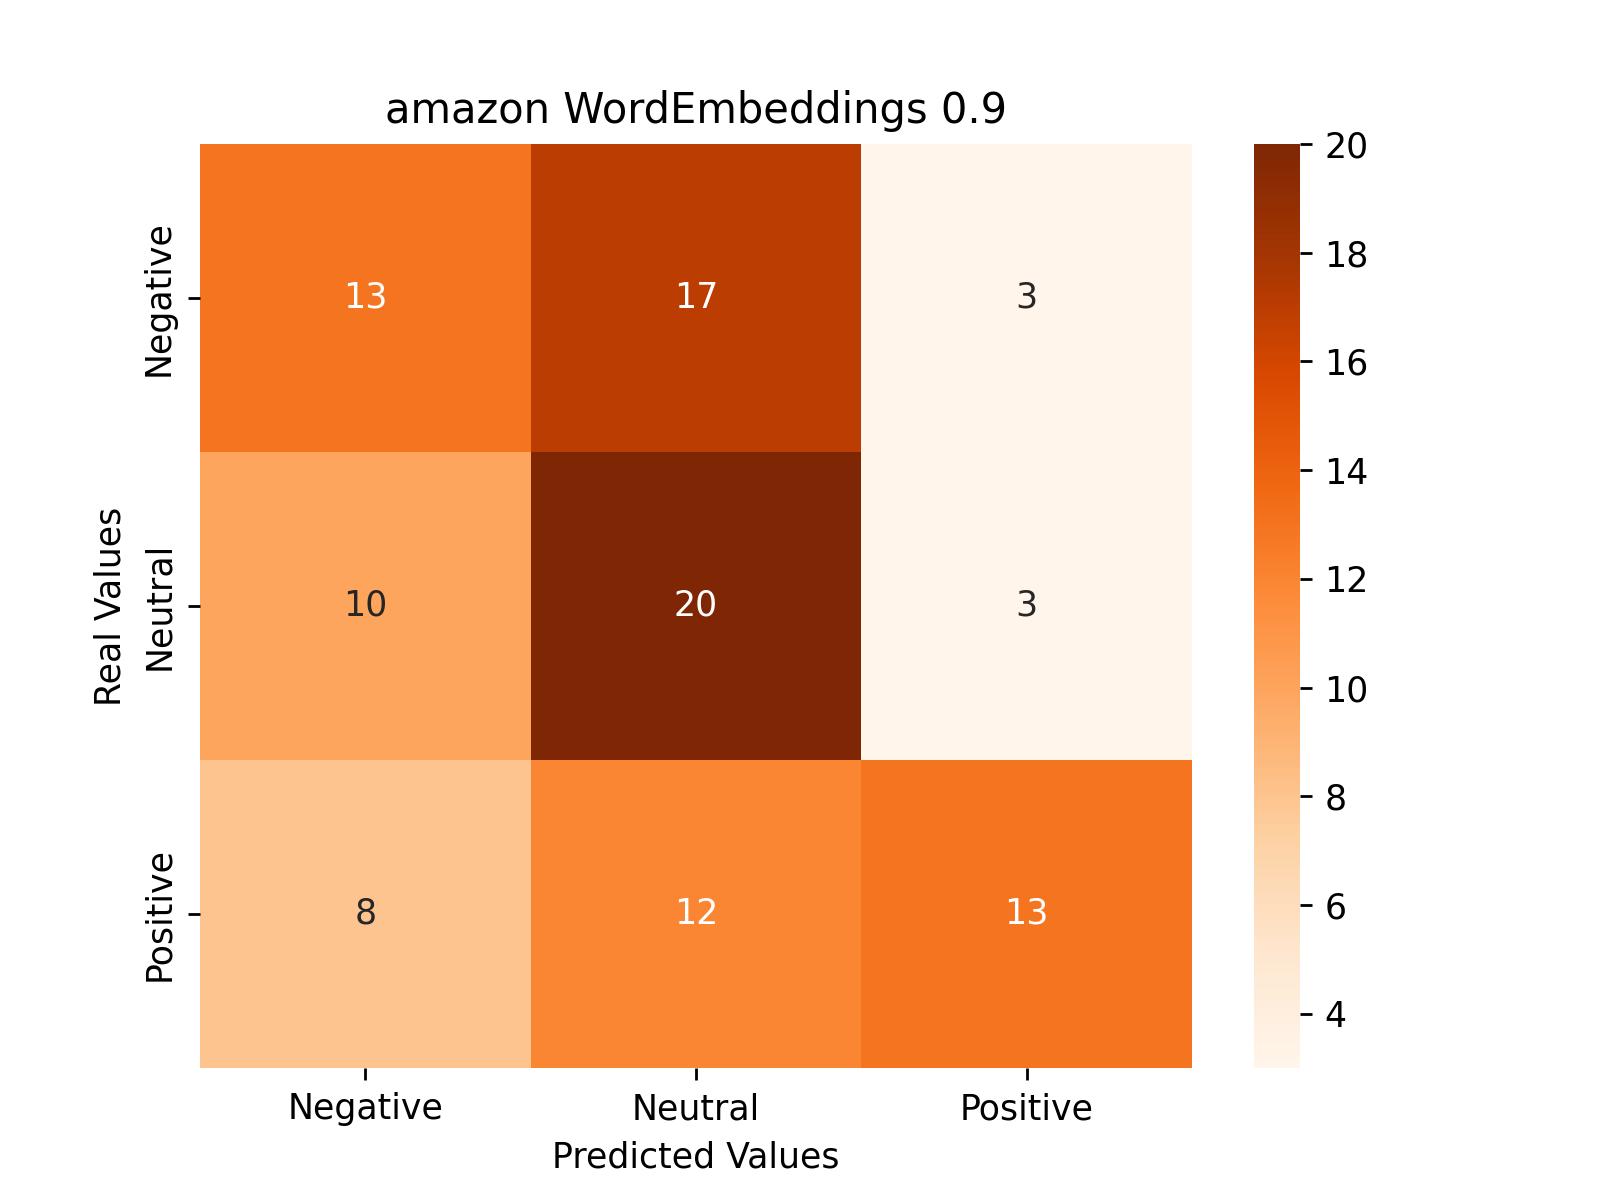 amazon WordEmbeddings 0.9
Real Values
Negative
13 17 3
Neutral
10 20 3
Positive
8 12 13
Negative Neutral Positive
Predicted Values
20
18
16
14
12
10
8
6
4